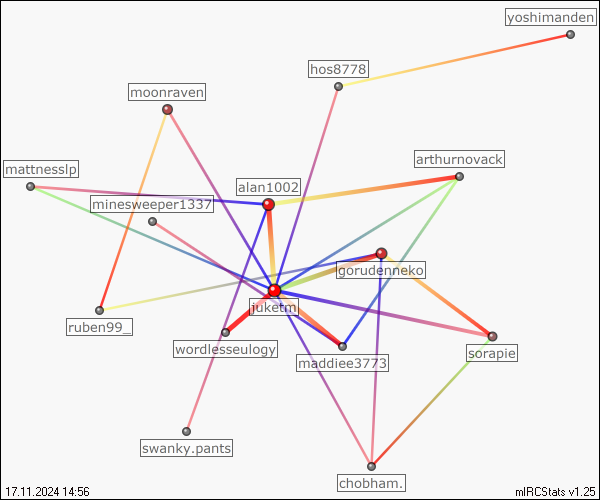 yoshimanden
hos8778
moonraven
arthurnovack
mattnesslp
alan1002
minesweeper1337
gorudenneko
juketm
ruben99_
wordlesseulogy
sorapie
maddiee3773
swanky.pants
chobham.
17.11.2024 14:56
mIRCStats v1.25